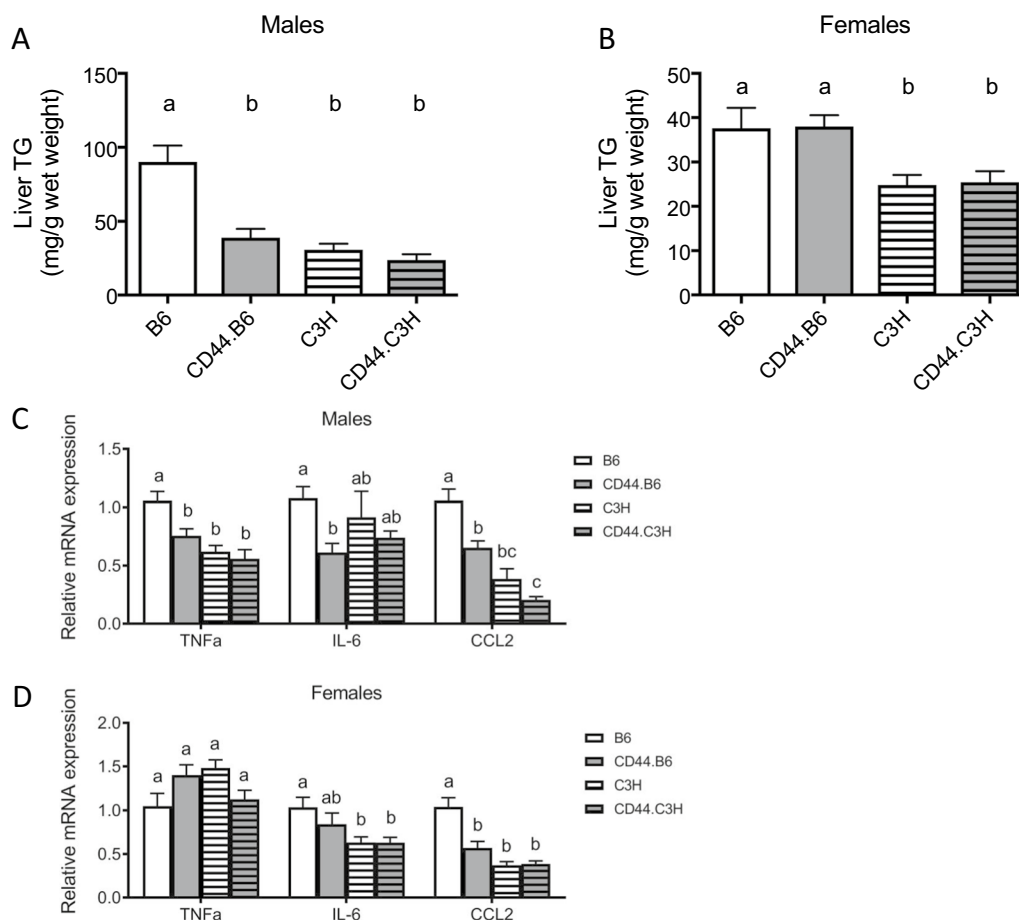 A
Males
Liver TG
(mg/g wet weight)
150
100
50
0
a
b
b
b
B6
CD44.B6
C3H
CD44.C3H
B
Females
Liver TG
(mg/g wet weight)
50
40
30
20
10
0
a
a
b
b
B6
CD44.B6
C3H
CD44.C3H
C
Males
Relative mRNA expression
1.5
1.0
0.5
0.0
a
b
b
b
a
b
ab
ab
a
b
bc
c
TNFa
IL-6
CCL2
B6
CD44.B6
C3H
CD44.C3H
D
Females
Relative mRNA expression
2.0
1.5
1.0
0.5
0.0
a
a
a
a
a
ab
b
b
a
b
b
b
TNFa
IL-6
CCL2
B6
CD44.B6
C3H
CD44.C3H